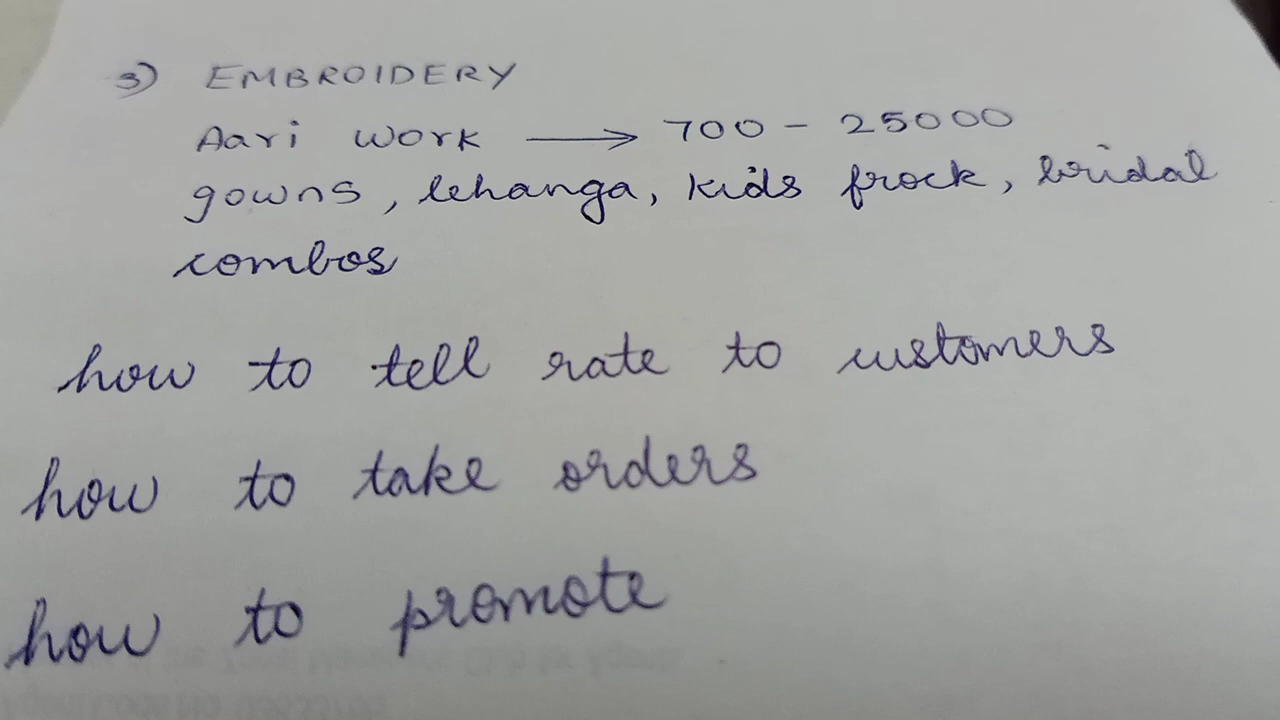 3) EMBROIDERY
Aari work → 700 - 25000
gowns, lehanga, kids frock, bridal
combos
how to tell rate to customers
how to take orders
how to promote